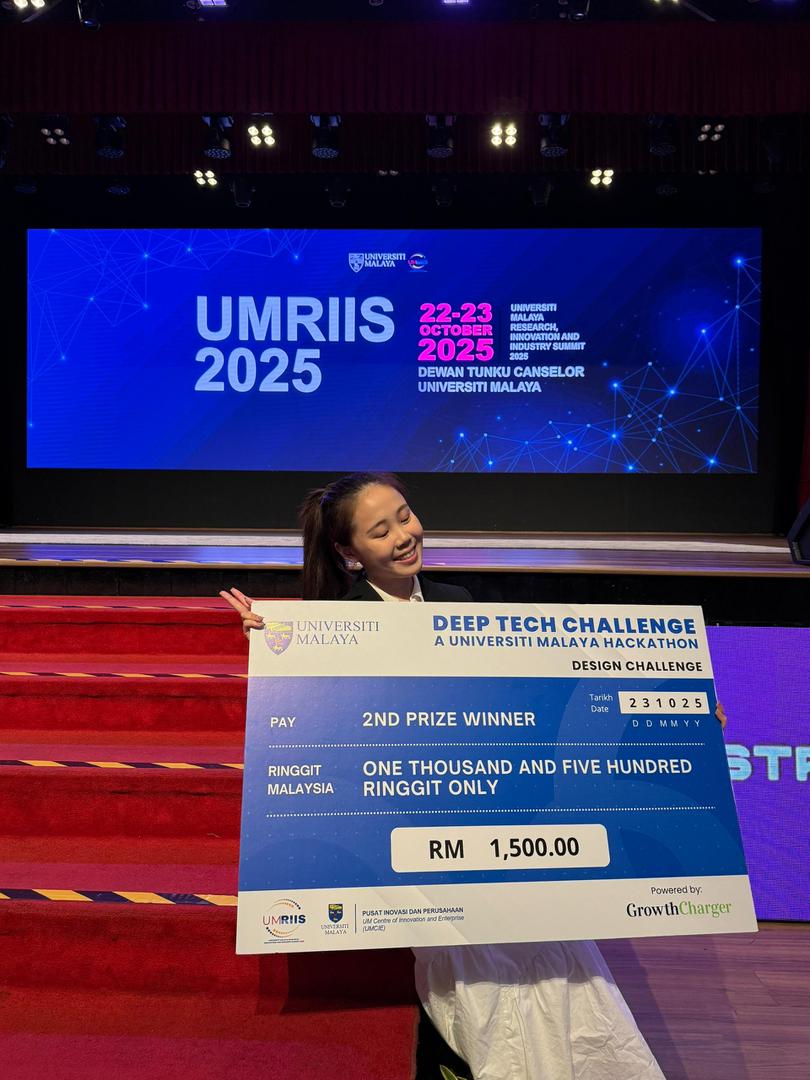 UNIVERSITI
MALAYA
UMRIIS
2025
22-23
OCTOBER
2025
UNIVERSITI
MALAYA
RESEARCH,
INNOVATION AND
INDUSTRY SUMMIT
2025
DEWAN TUNKU CANSELOR
UNIVERSITI MALAYA
UNIVERSITI
MALAYA
DEEP TECH CHALLENGE
A UNIVERSITI MALAYA HACKATHON
DESIGN CHALLENGE
Tarikh
Date
231025
DDMMYY
PAY
2ND PRIZE WINNER
RINGGIT
MALAYSIA
ONE THOUSAND AND FIVE HUNDRED
RINGGIT ONLY
RM 1,500.00
UMRIIS
UNIVERSITI
MALAYA
PUSAT INOVASI DAN PERUSAHAAN
UM Centre of Innovation and Enterprise
(UMCIE)
Powered by:
GrowthCharger